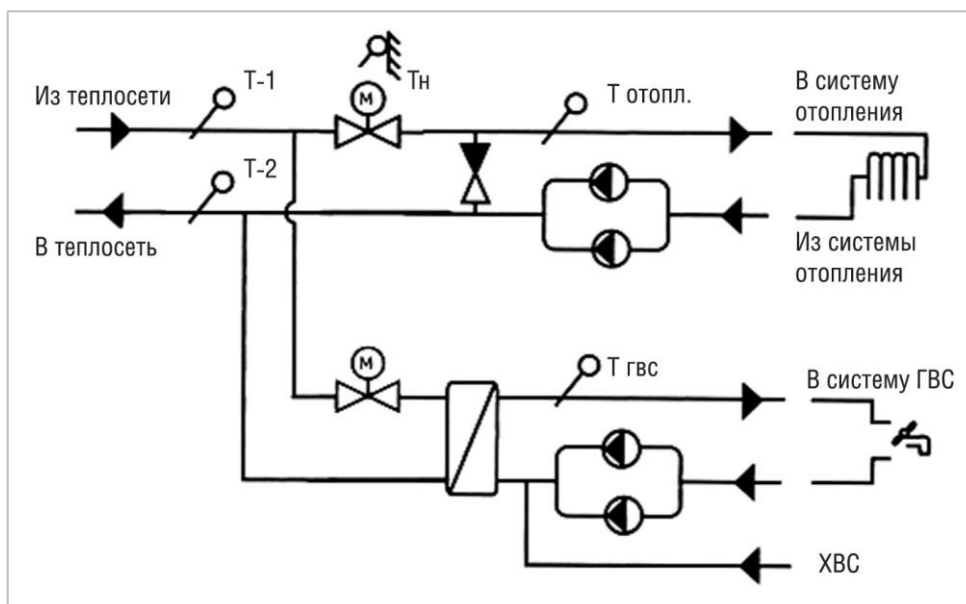 Т-1
Тн
Из теплосети
М
Т отопл.
В систему
отопления
Т-2
В теплосеть
Из системы
отопления
М
Т гвс
В систему ГВС
ХВС